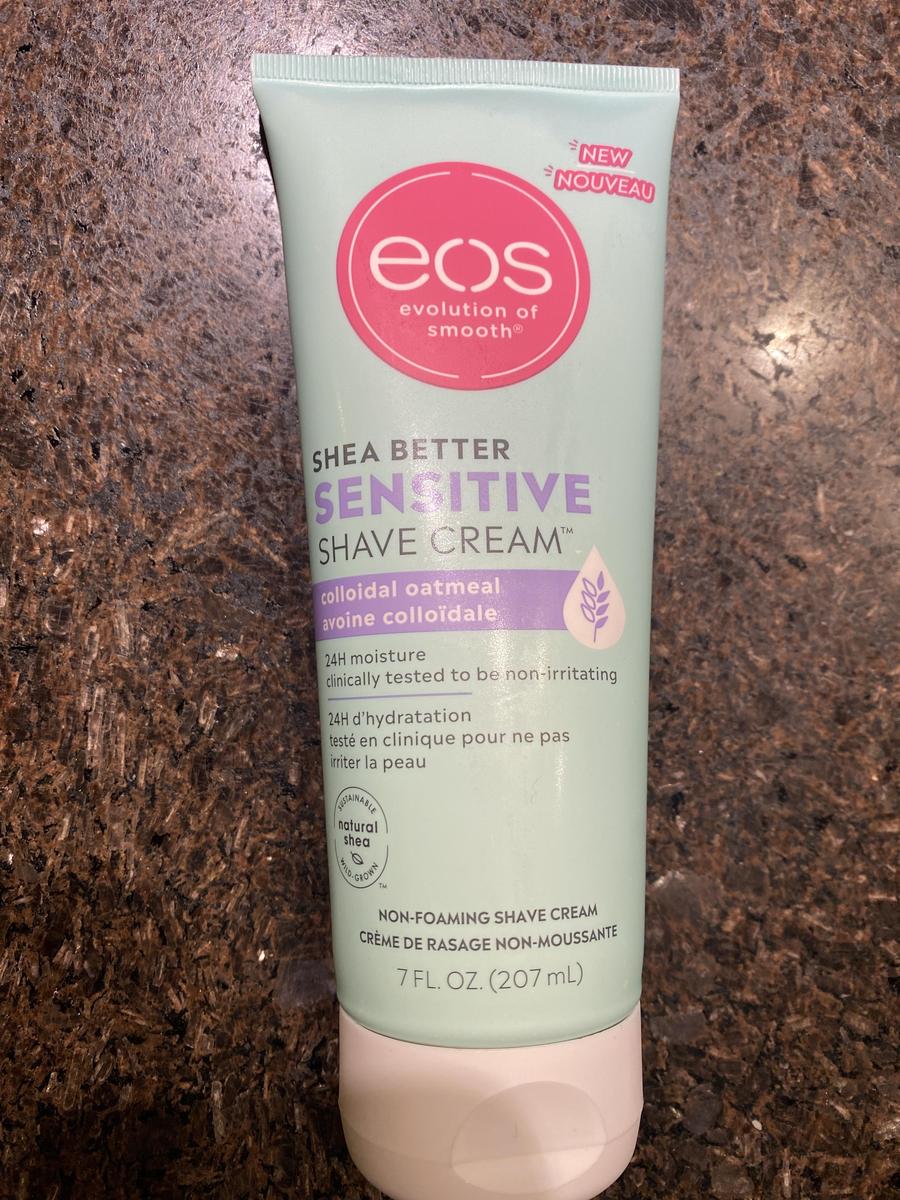 NEW
NOUVEAU
eos
evolution of
smooth®
SHEA BETTER
SENSITIVE
SHAVE CREAM™
colloidal oatmeal
avoine colloïdale
24H moisture
clinically tested to be non-irritating
24H d'hydratation
testé en clinique pour ne pas
irriter la peau
SUSTAINABLE
natural
shea
WILD-GROWN
™
NON-FOAMING SHAVE CREAM
CRÈME DE RASAGE NON-MOUSSANTE
7 FL. OZ. (207 mL)